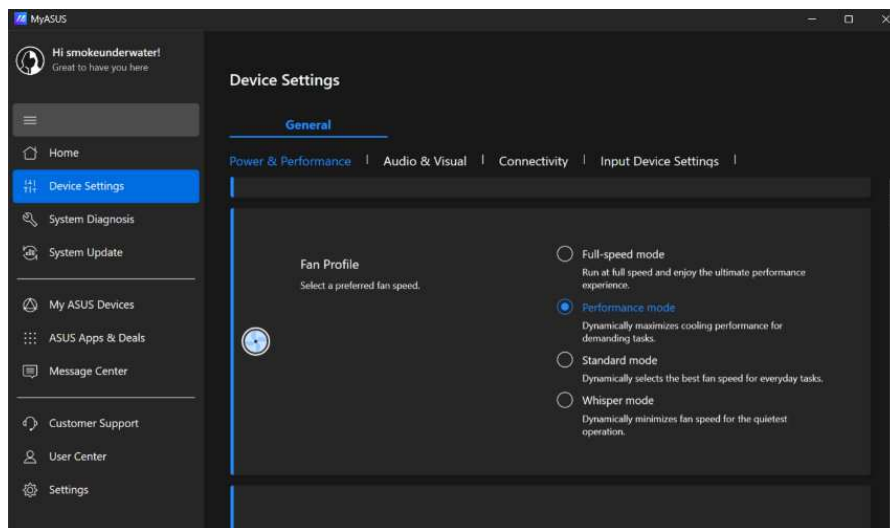 MyASUS
Hi smokeunderwater!
Great to have you here
Home
Device Settings
System Diagnosis
System Update
My ASUS Devices
ASUS Apps & Deals
Message Center
Customer Support
User Center
Settings
Device Settings
General
Power & Performance | Audio & Visual | Connectivity | Input Device Settings |
Fan Profile
Select a preferred fan speed.
Full-speed mode
Run at full speed and enjoy the ultimate performance
experience.
Performance mode
Dynamically maximizes cooling performance for
demanding tasks.
Standard mode
Dynamically selects the best fan speed for everyday tasks.
Whisper mode
Dynamically minimizes fan speed for the quietest
operation.